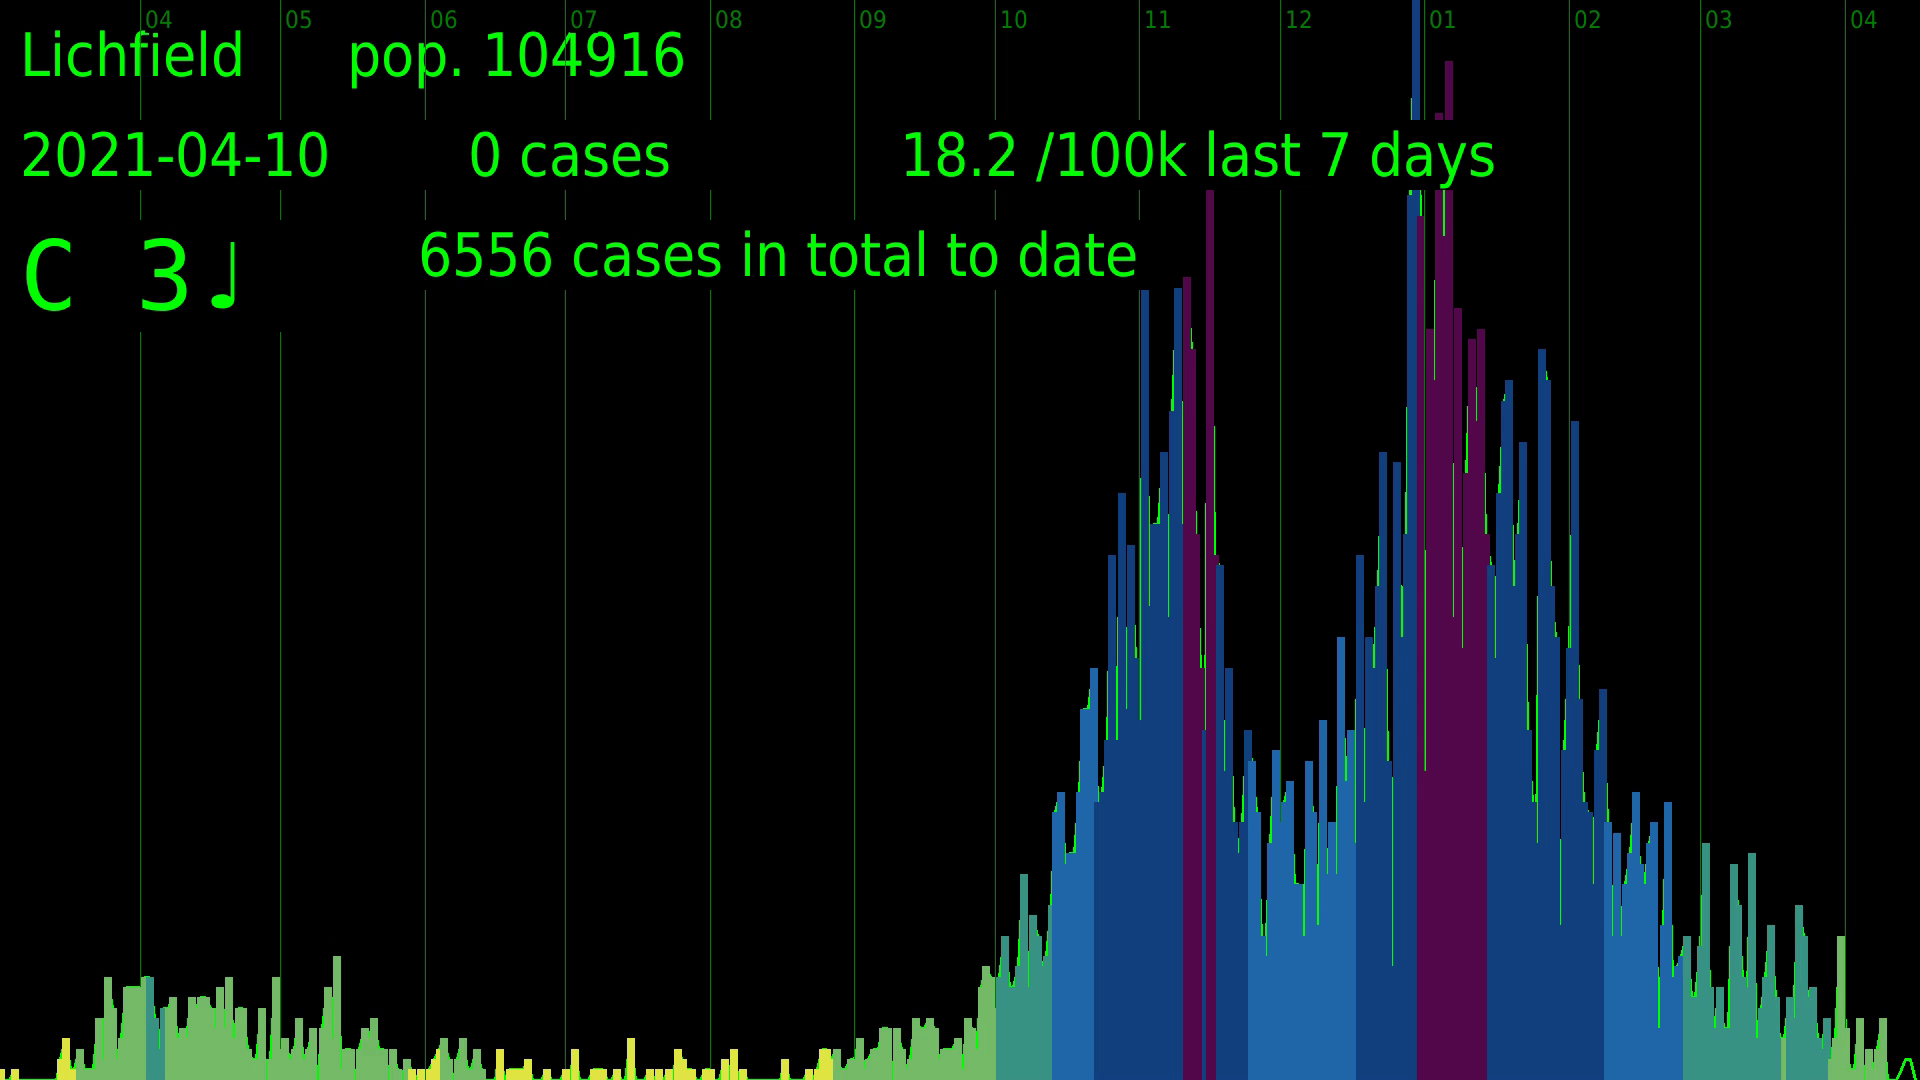 04 05 06 07 08 09 10 11 12 01 02 03 04
Lichfield pop. 104916
2021-04-10 0 cases 18.2 /100k last 7 days
C 3♩ 6556 cases in total to date